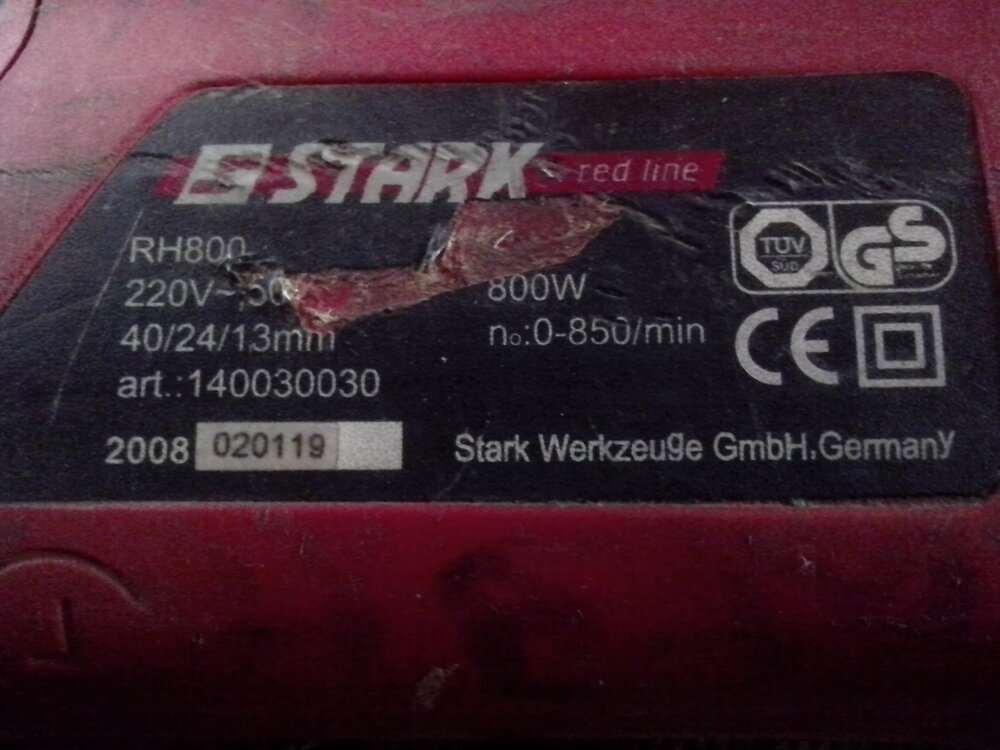 STARK red line
RH800
220V~,50 800W
40/24/13mm n₀:0-850/min
art.:140030030
TÜV SÜD GS
CE
2008 020119 Stark Werkzeuge GmbH.Germany